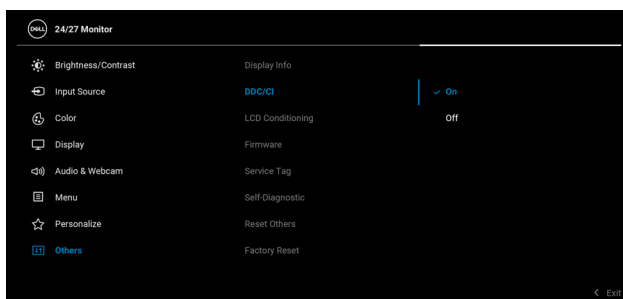 DELL 24/27 Monitor
Brightness/Contrast Display Info
Input Source DDC/CI ✓ On
Color LCD Conditioning Off
Display Firmware
Audio & Webcam Service Tag
Menu Self-Diagnostic
Personalize Reset Others
Others Factory Reset
< Exit